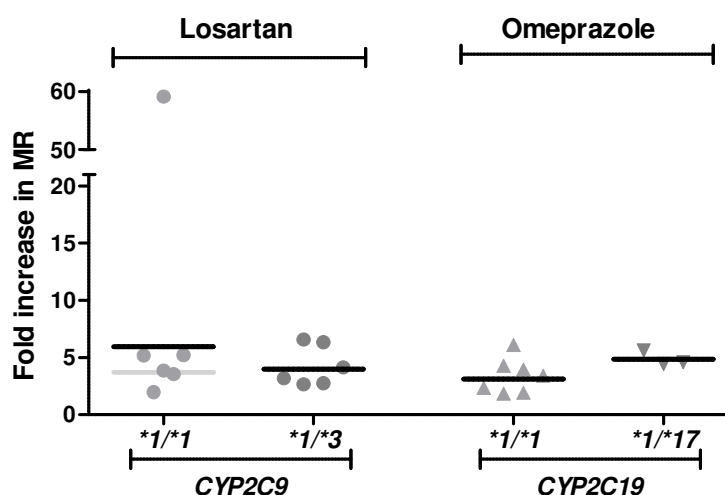 Losartan Omeprazole
Fold increase in MR
60
50
20
15
10
5
0
*1/*1 *1/*3 *1/*1 *1/*17
CYP2C9 CYP2C19